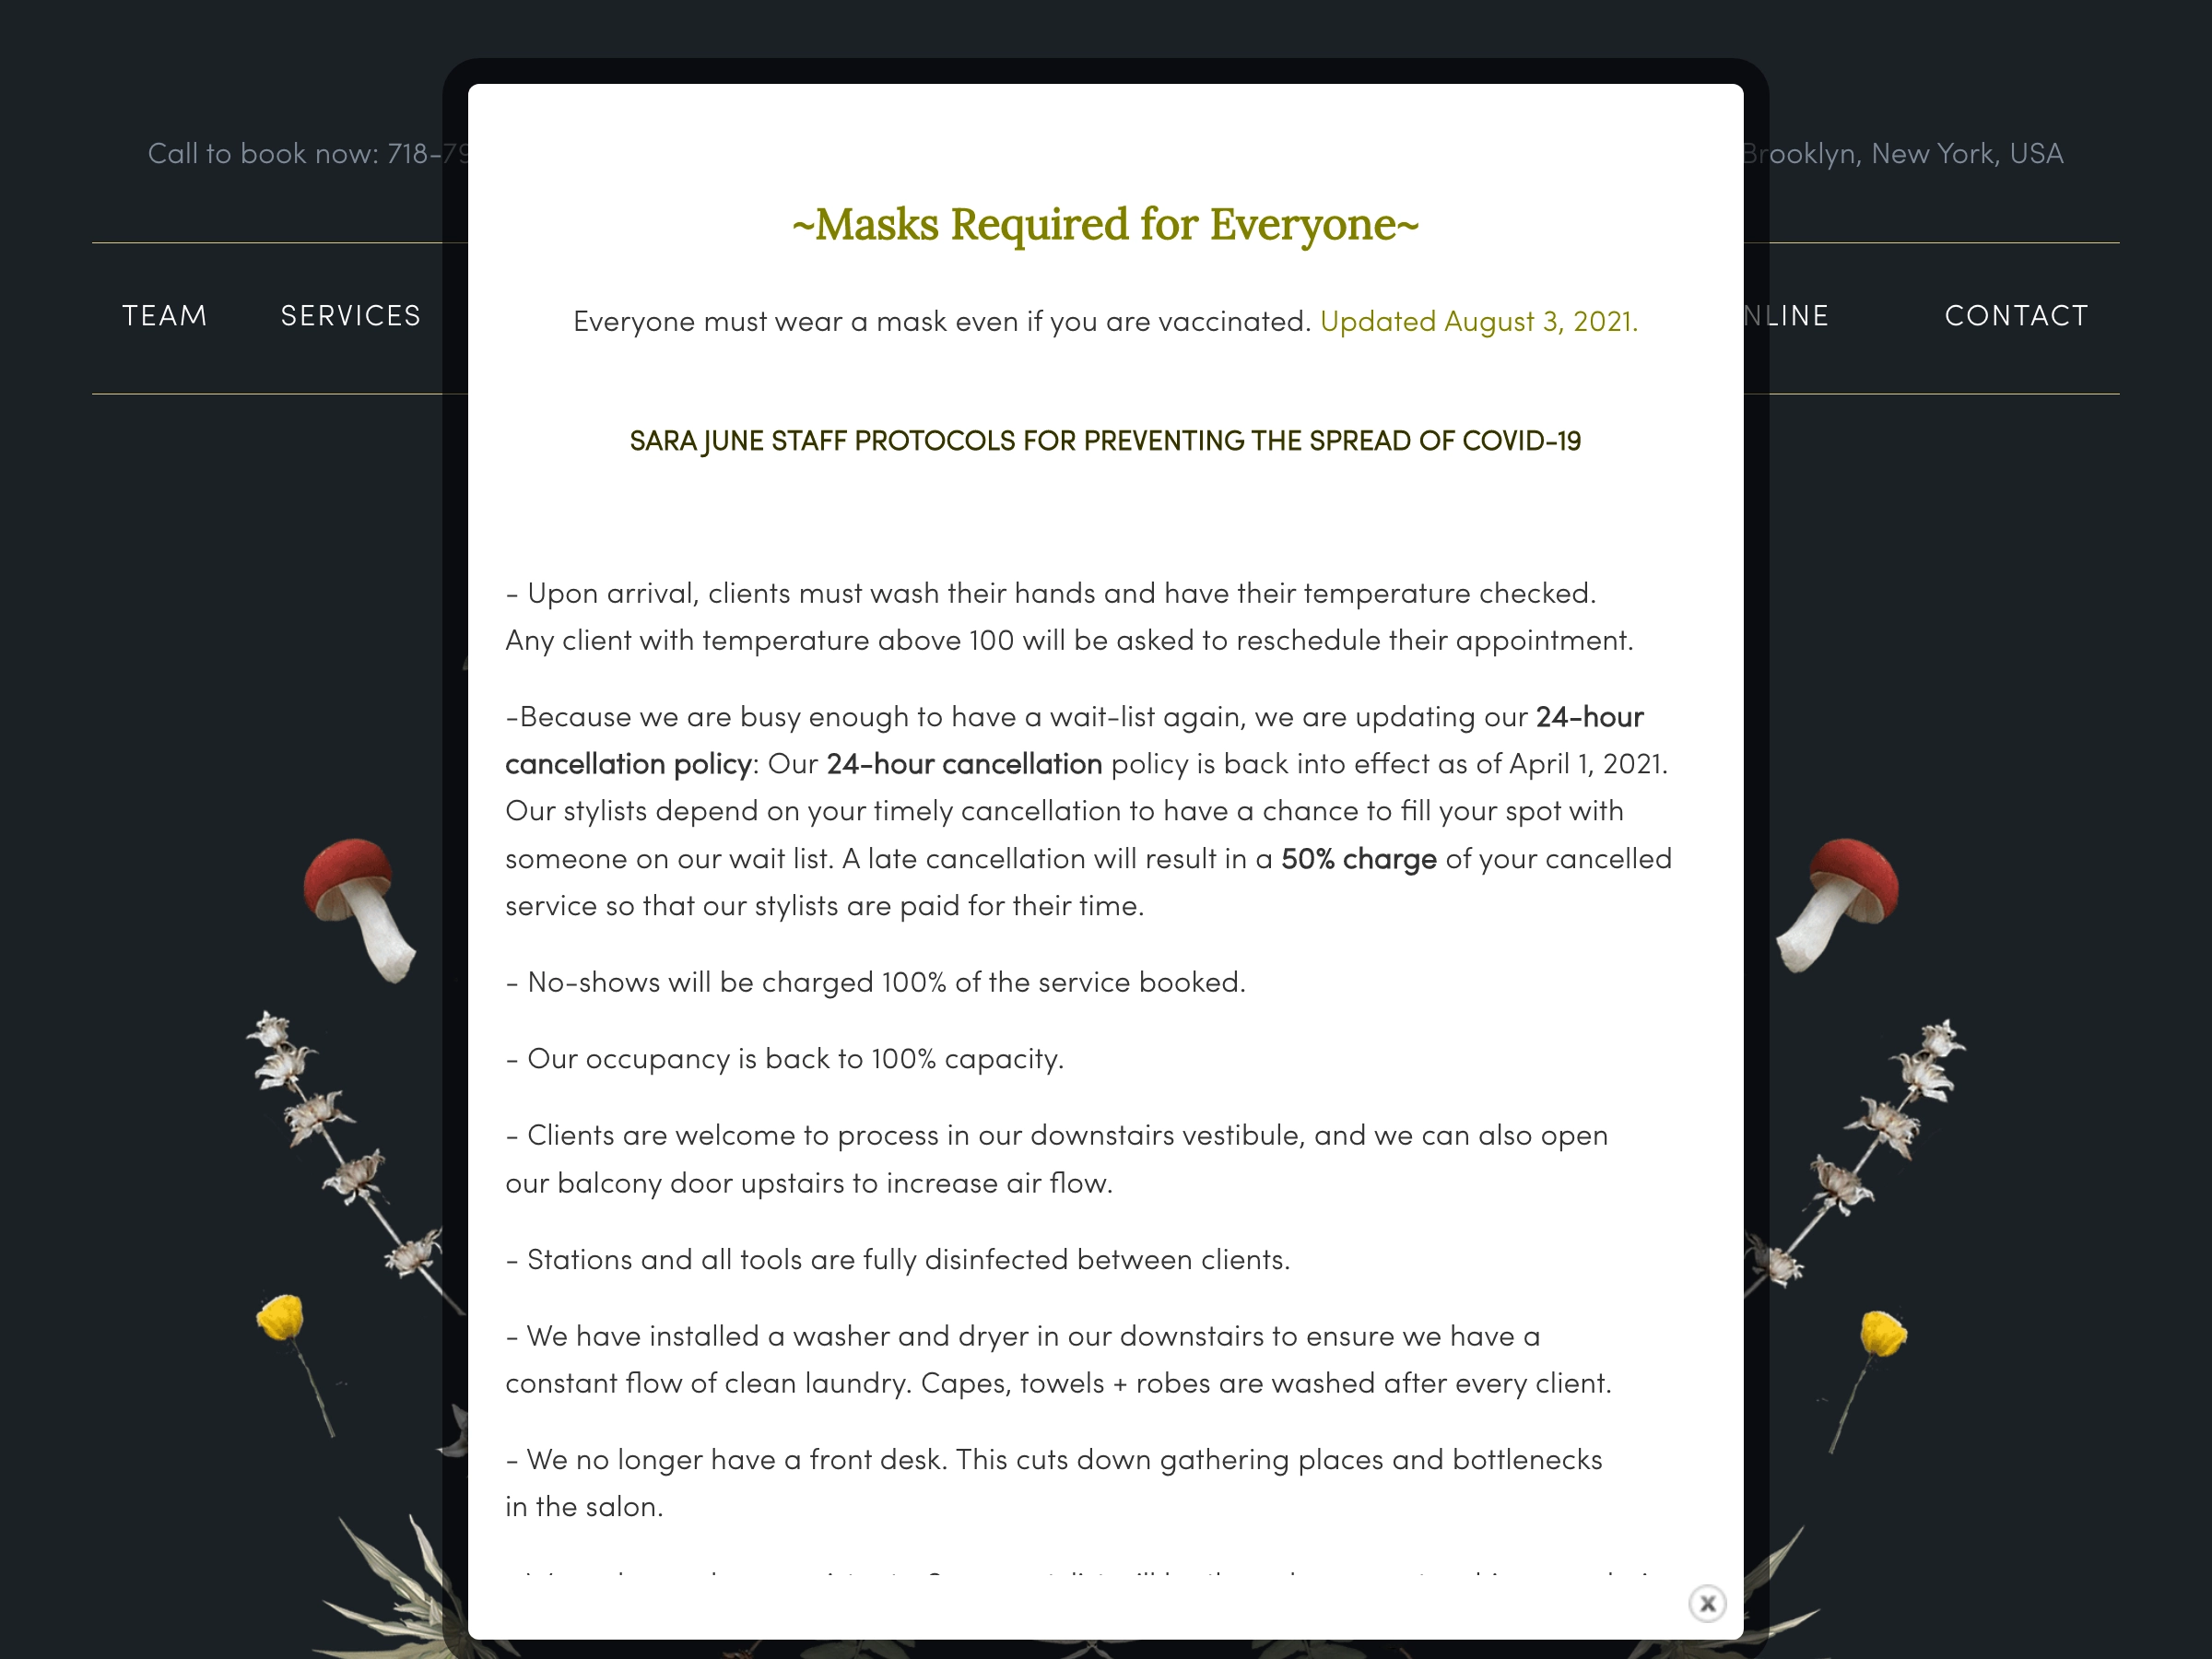 Call to book now: 718-79
Brooklyn, New York, USA
TEAM
SERVICES
NLINE
CONTACT
~Masks Required for Everyone~
Everyone must wear a mask even if you are vaccinated. Updated August 3, 2021.
SARA JUNE STAFF PROTOCOLS FOR PREVENTING THE SPREAD OF COVID-19
- Upon arrival, clients must wash their hands and have their temperature checked.
Any client with temperature above 100 will be asked to reschedule their appointment.
-Because we are busy enough to have a wait-list again, we are updating our 24-hour
cancellation policy: Our 24-hour cancellation policy is back into effect as of April 1, 2021.
Our stylists depend on your timely cancellation to have a chance to fill your spot with
someone on our wait list. A late cancellation will result in a 50% charge of your cancelled
service so that our stylists are paid for their time.
- No-shows will be charged 100% of the service booked.
- Our occupancy is back to 100% capacity.
- Clients are welcome to process in our downstairs vestibule, and we can also open
our balcony door upstairs to increase air flow.
- Stations and all tools are fully disinfected between clients.
- We have installed a washer and dryer in our downstairs to ensure we have a
constant flow of clean laundry. Capes, towels + robes are washed after every client.
- We no longer have a front desk. This cuts down gathering places and bottlenecks
in the salon.
x